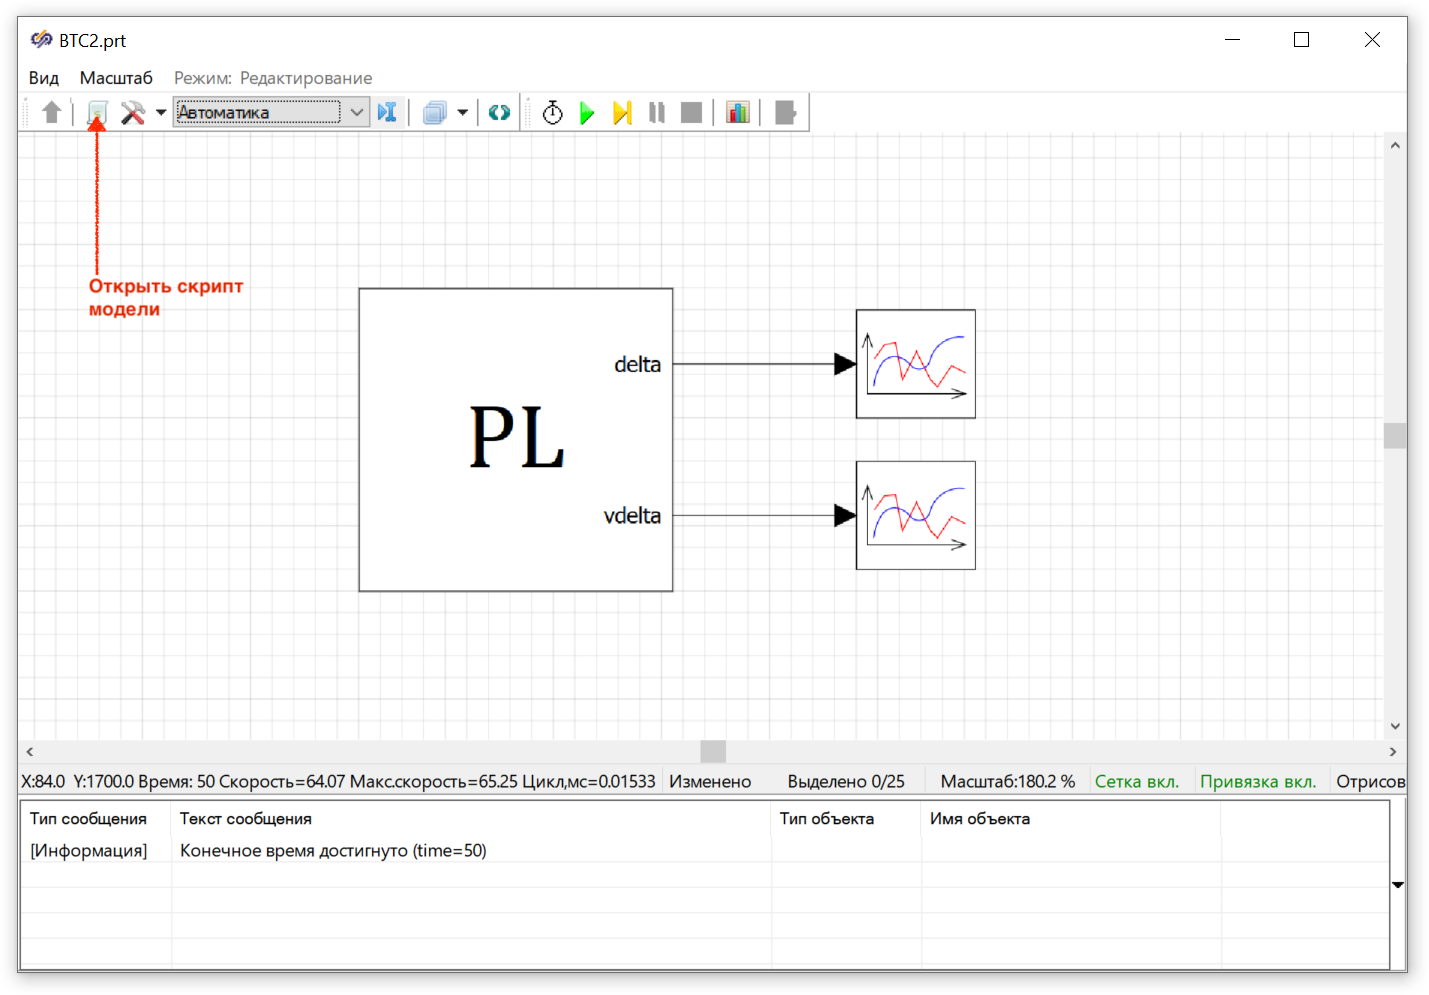 BTC2.prt
Вид Масштаб Режим: Редактирование
Автоматика
Открыть скрипт
модели
delta
PL
vdelta
X:84.0 Y:1700.0 Время: 50 Скорость=64.07 Макс.скорость=65.25 Цикл,мс=0.01533 Изменено Выделено 0/25 Масштаб:180.2 % Сетка вкл. Привязка вкл. Отрисов
Тип сообщения Текст сообщения Тип объекта Имя объекта
[Информация] Конечное время достигнуто (time=50)